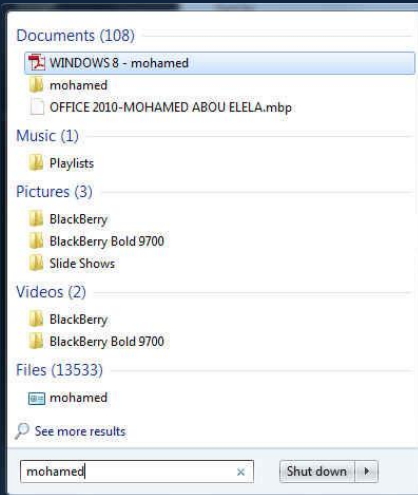 Documents (108)
WINDOWS 8 - mohamed
mohamed
OFFICE 2010-MOHAMED ABOU ELELA.mbp
Music (1)
Playlists
Pictures (3)
BlackBerry
BlackBerry Bold 9700
Slide Shows
Videos (2)
BlackBerry
BlackBerry Bold 9700
Files (13533)
mohamed
See more results
mohamed
Shut down